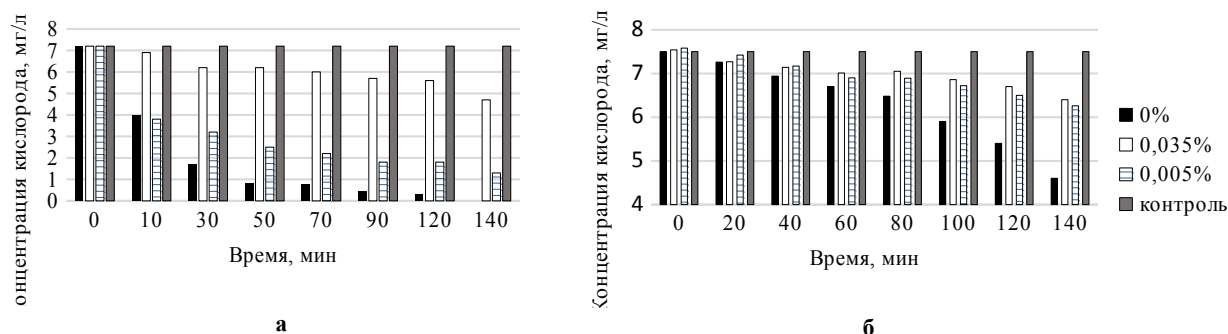 онцентрация кислорода, мг/л
8
7
6
5
4
3
2
1
0
0 10 30 50 70 90 120 140
Время, мин
а
Концентрация кислорода, мг/л
8
7
6
5
4
0 20 40 60 80 100 120 140
Время, мин
б
0%
0,035%
0,005%
контроль